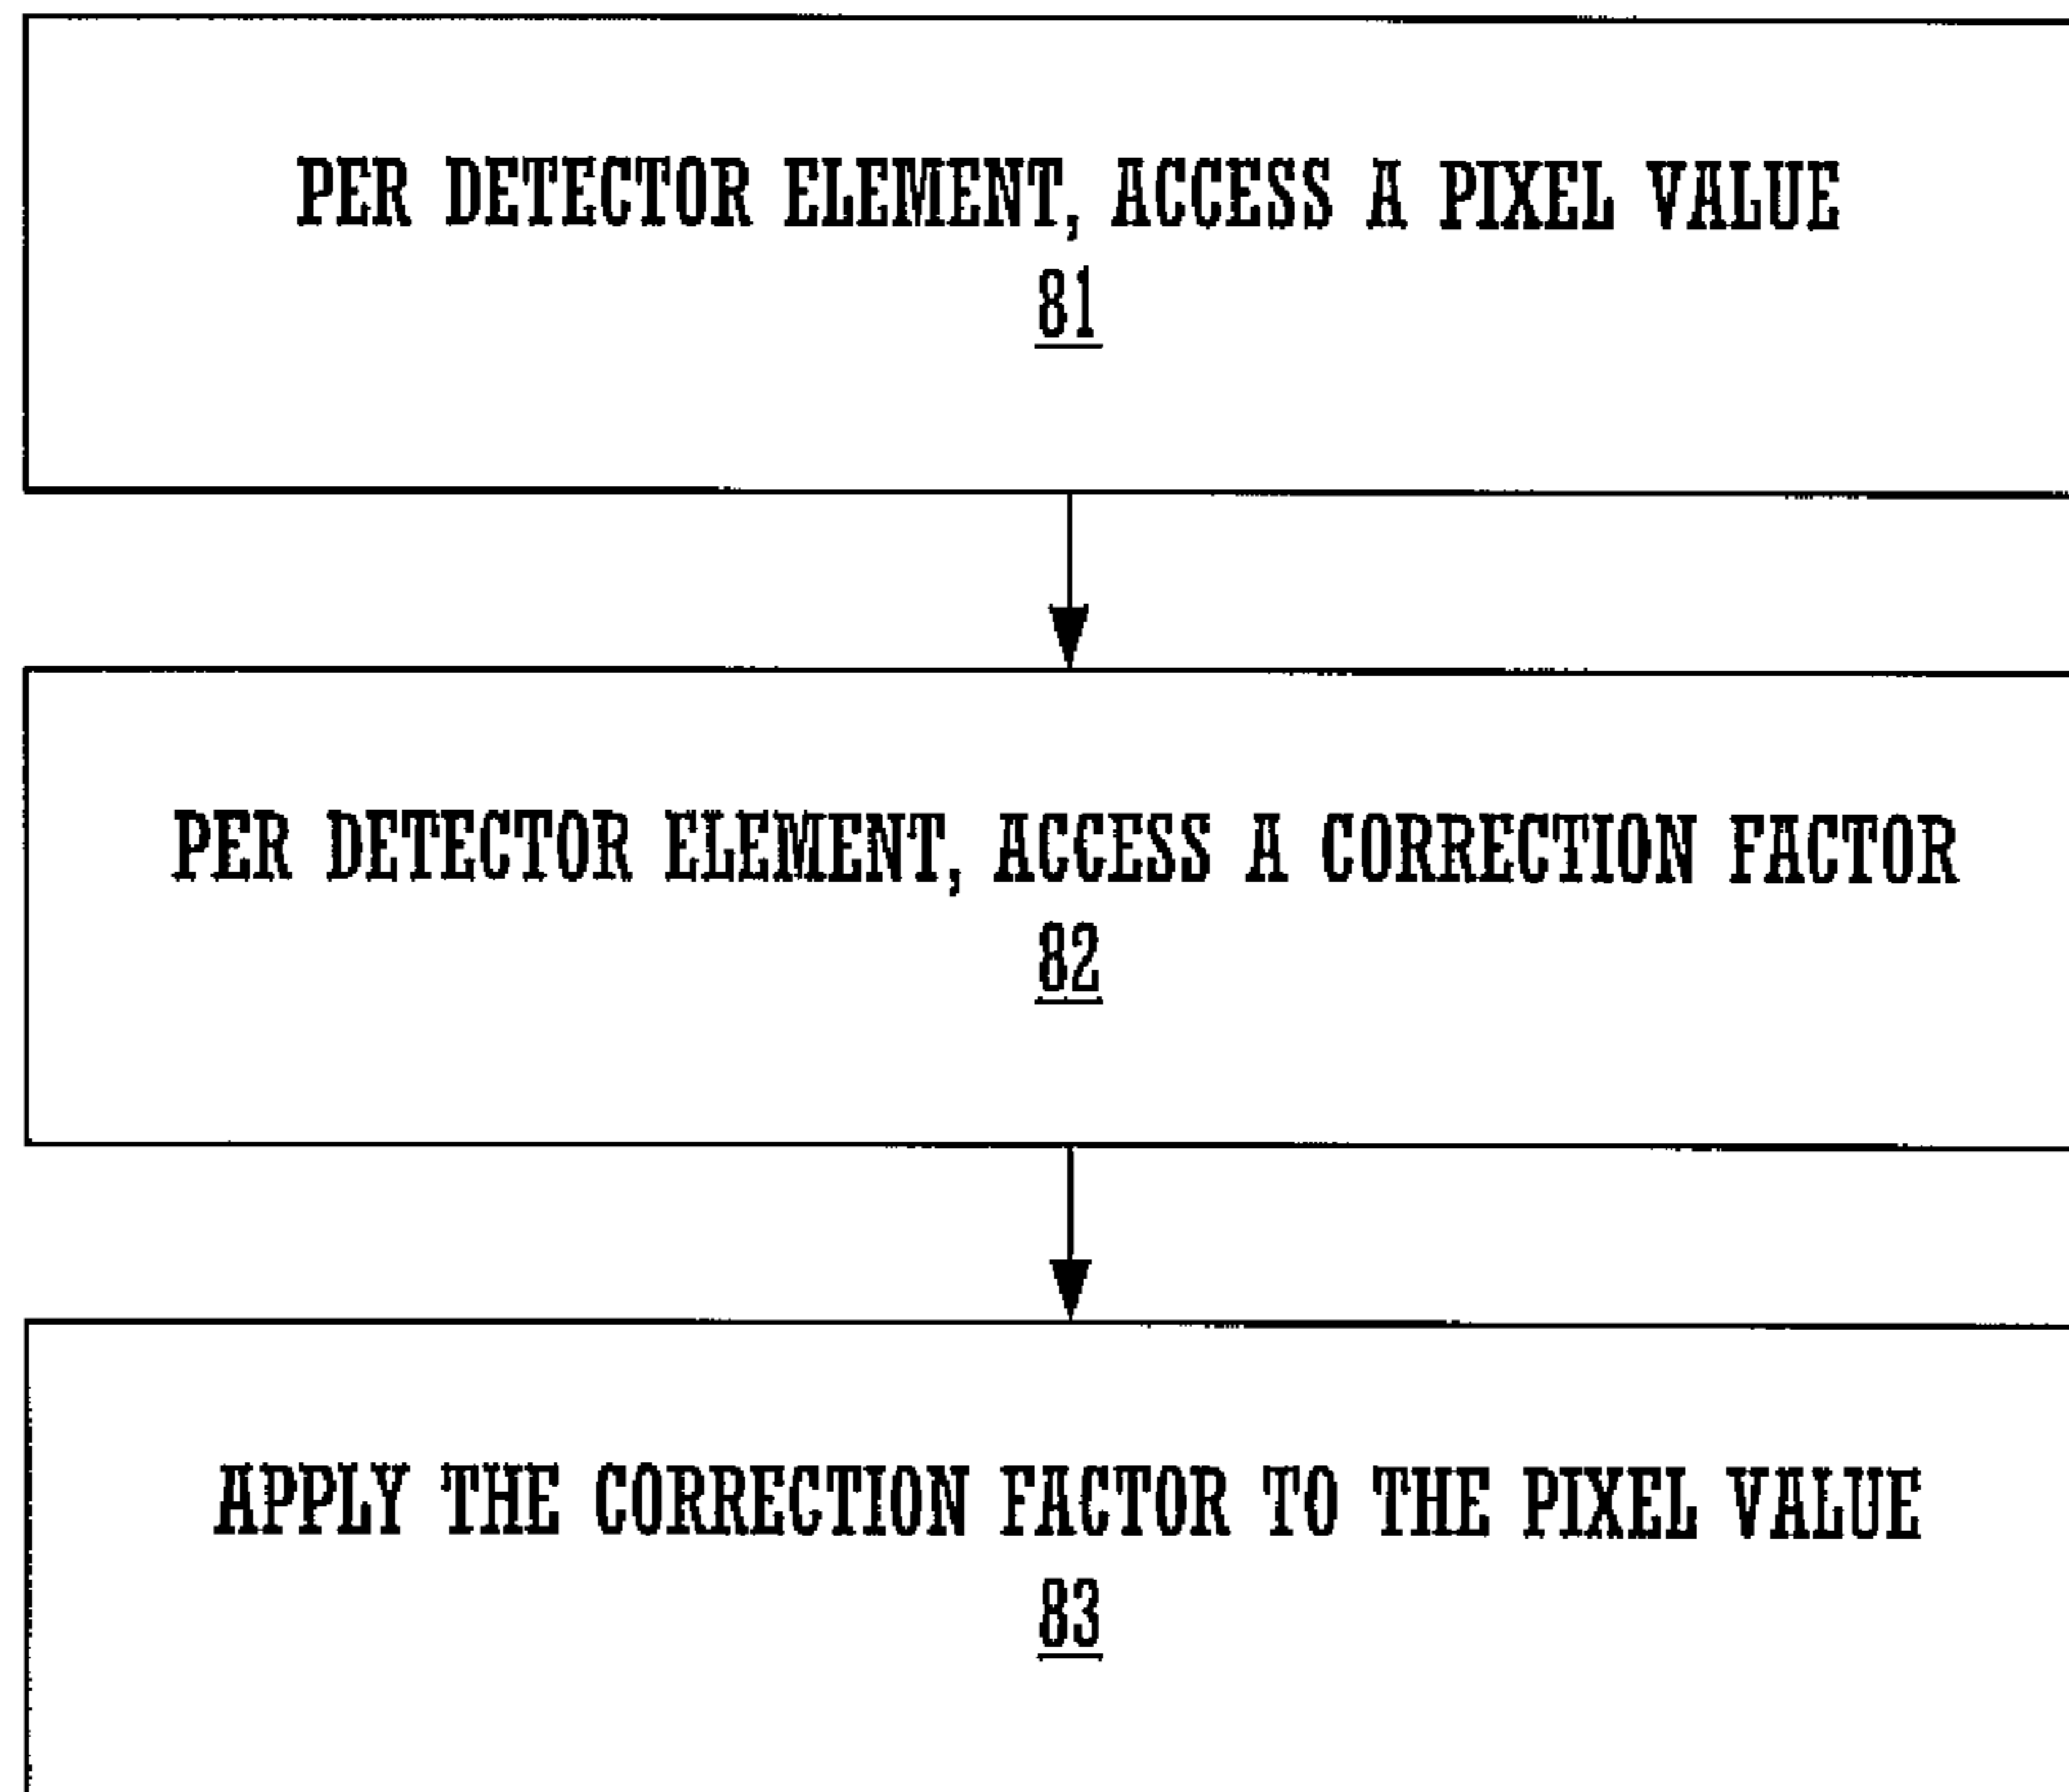 PER DETECTOR ELEMENT, ACCESS A PIXEL VALUE
81
PER DETECTOR ELEMENT, ACCESS A CORRECTION FACTOR
82
APPLY THE CORRECTION FACTOR TO THE PIXEL VALUE
83